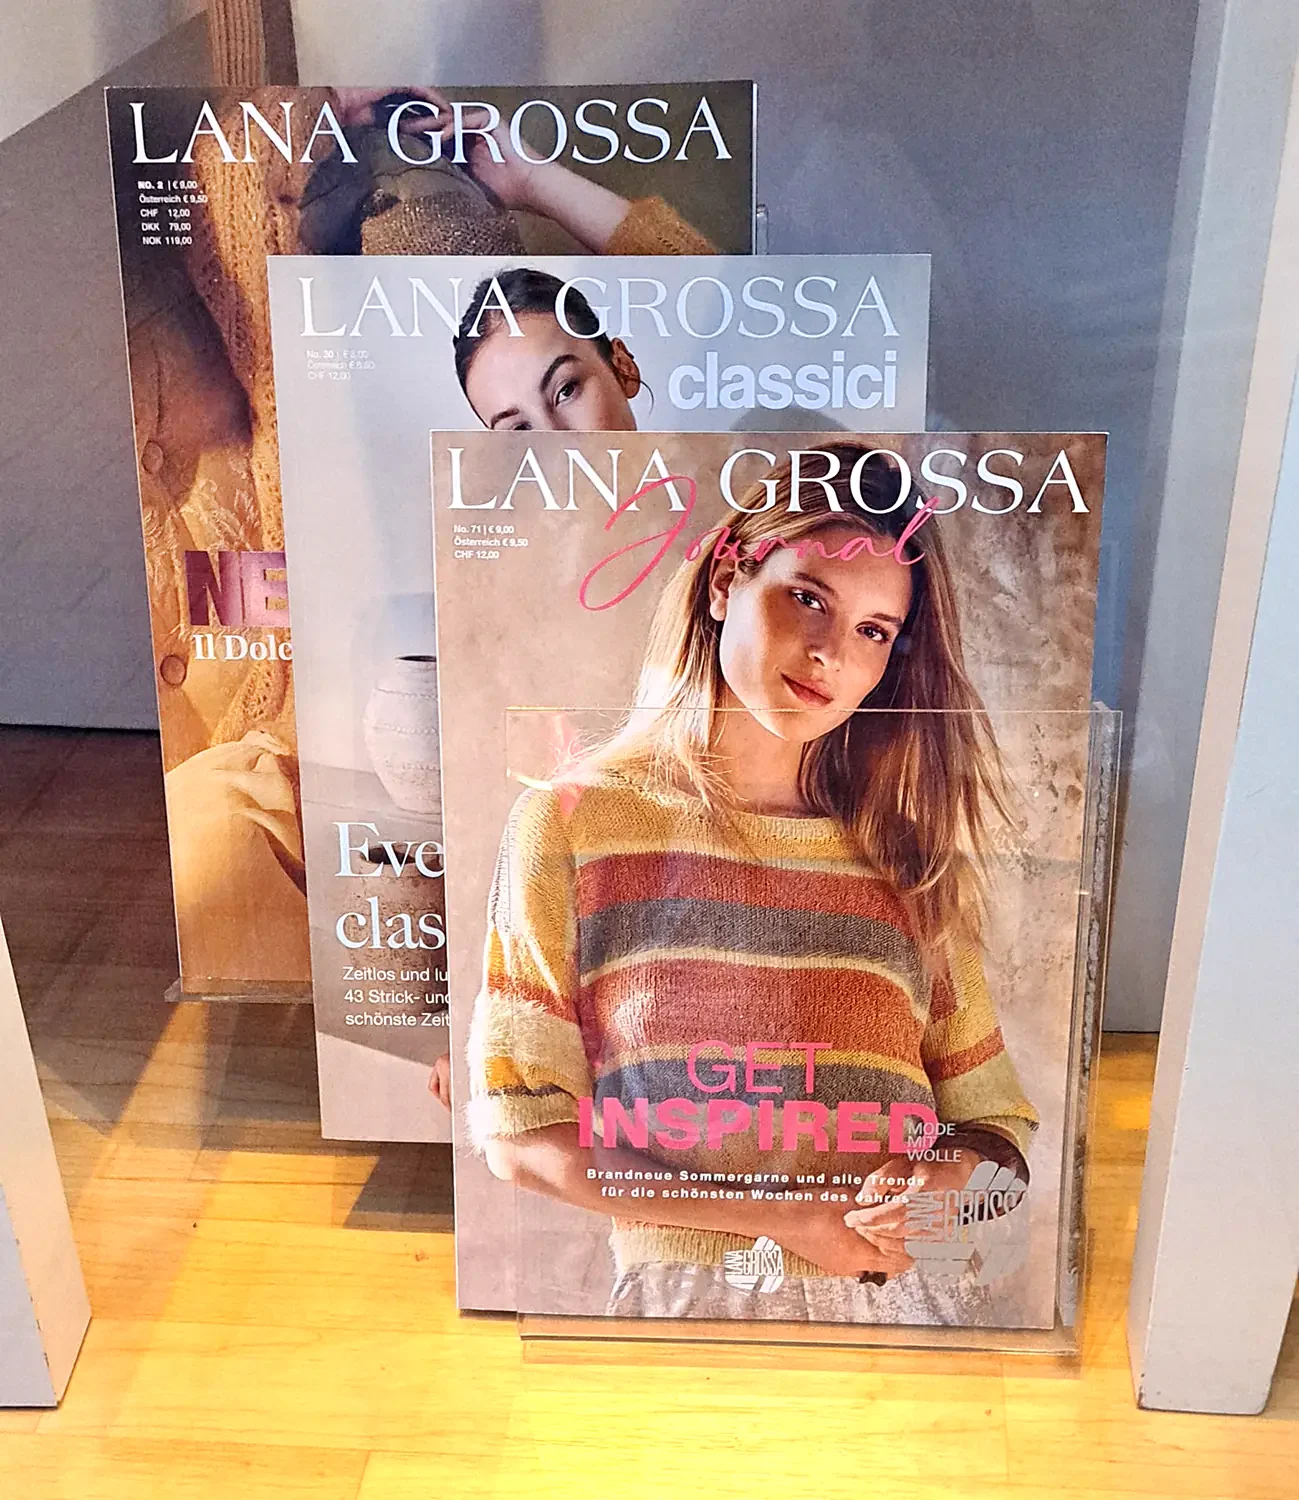 LANA GROSSA
NO. 2 | € 9,00
Österreich € 9,50
CHF 12,00
DKK 79,00
NOK 119,00
NE
Il Dolc
LANA GROSSA
classici
No. 30 | € 9,00
Österreich € 9,50
CHF 12,00
Eve
clas
Zeitlos und lu
43 Strick- und
schönste Zeit
LANA GROSSA
Journal
No. 71 | € 9,00
Österreich € 9,50
CHF 12,00
GET
INSPIRED
MODE
MIT
WOLLE
Brandneue Sommergarne und alle Trends
für die schönsten Wochen des Jahres
LANA GROSSA
LANA GROSSA